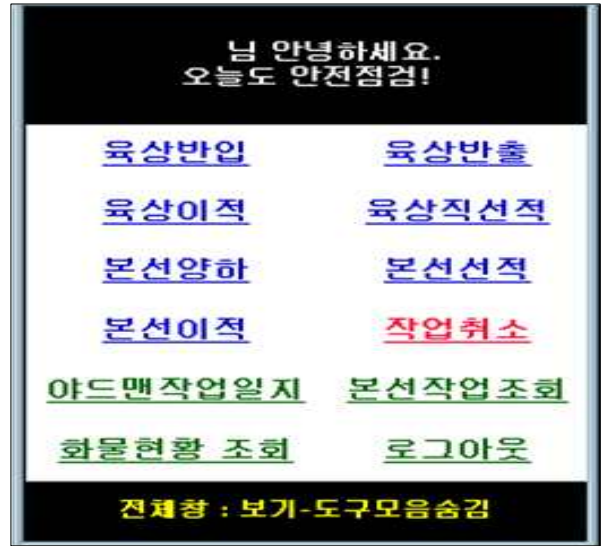 님 안녕하세요.
오늘도 안전점검!
육상반입 육상반출
육상이적 육상직선적
본선양하 본선선적
본선이적 작업취소
야드맨작업일지 본선작업조회
화물현황 조회 로그아웃
전체창 : 보기-도구모음숨김